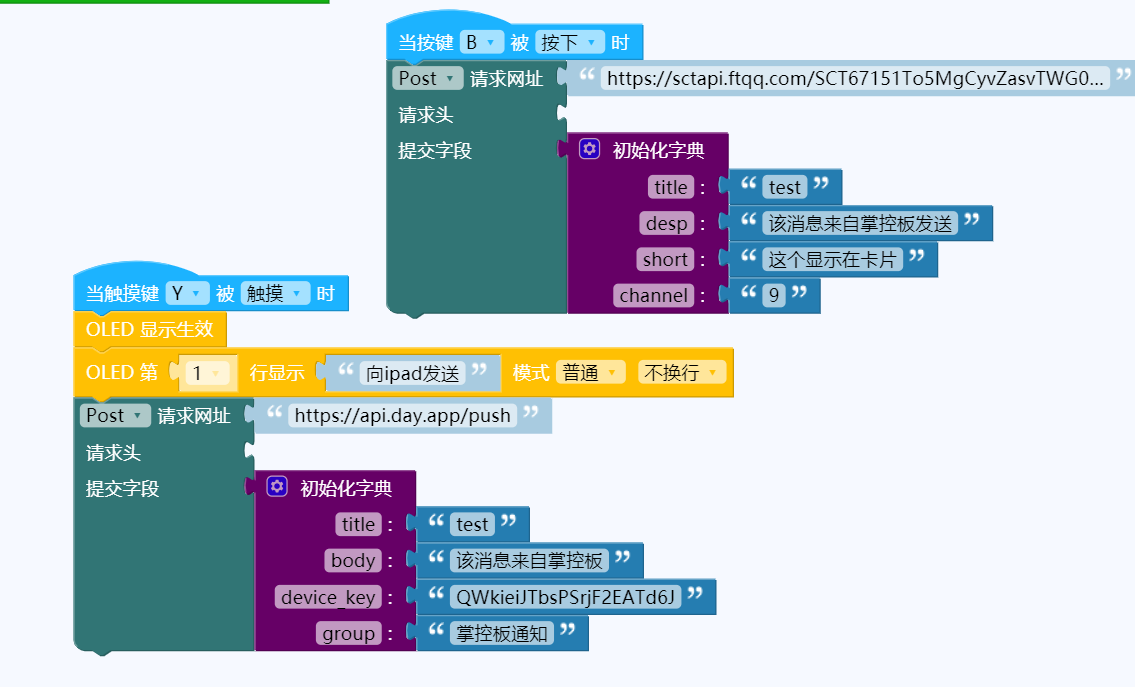 当按键 B 被 按下 时
Post 请求网址 “ https://sctapi.ftqq.com/SCT67151To5MgCyvZasvTWG0... ”
请求头
提交字段 初始化字典
title : “ test ”
desp : “ 该消息来自掌控板发送 ”
short : “ 这个显示在卡片 ”
channel : “ 9 ”
当触摸键 Y 被 触摸 时
OLED 显示生效
OLED 第 1 行显示 “ 向ipad发送 ” 模式 普通 不换行
Post 请求网址 “ https://api.day.app/push ”
请求头
提交字段 初始化字典
title : “ test ”
body : “ 该消息来自掌控板 ”
device_key : “ QWkieiJTbsPSrjF2EATd6J ”
group : “ 掌控板通知 ”